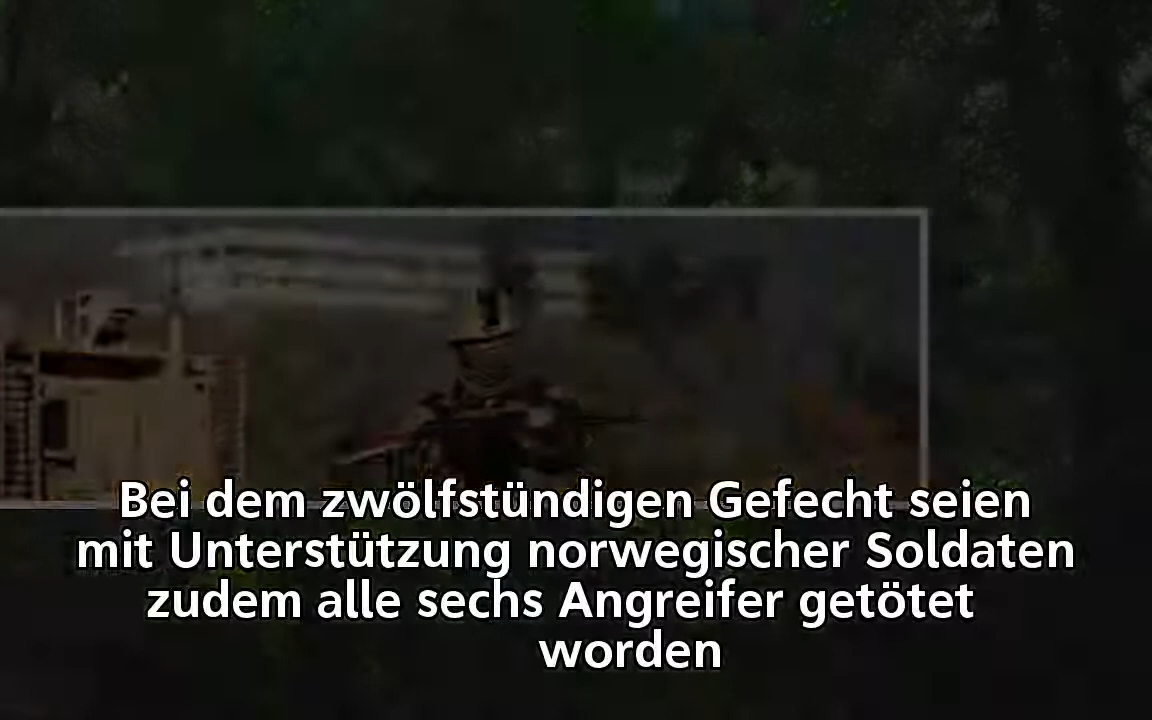 Bei dem zwölfstündigen Gefecht seien
mit Unterstützung norwegischer Soldaten
zudem alle sechs Angreifer getötet
worden